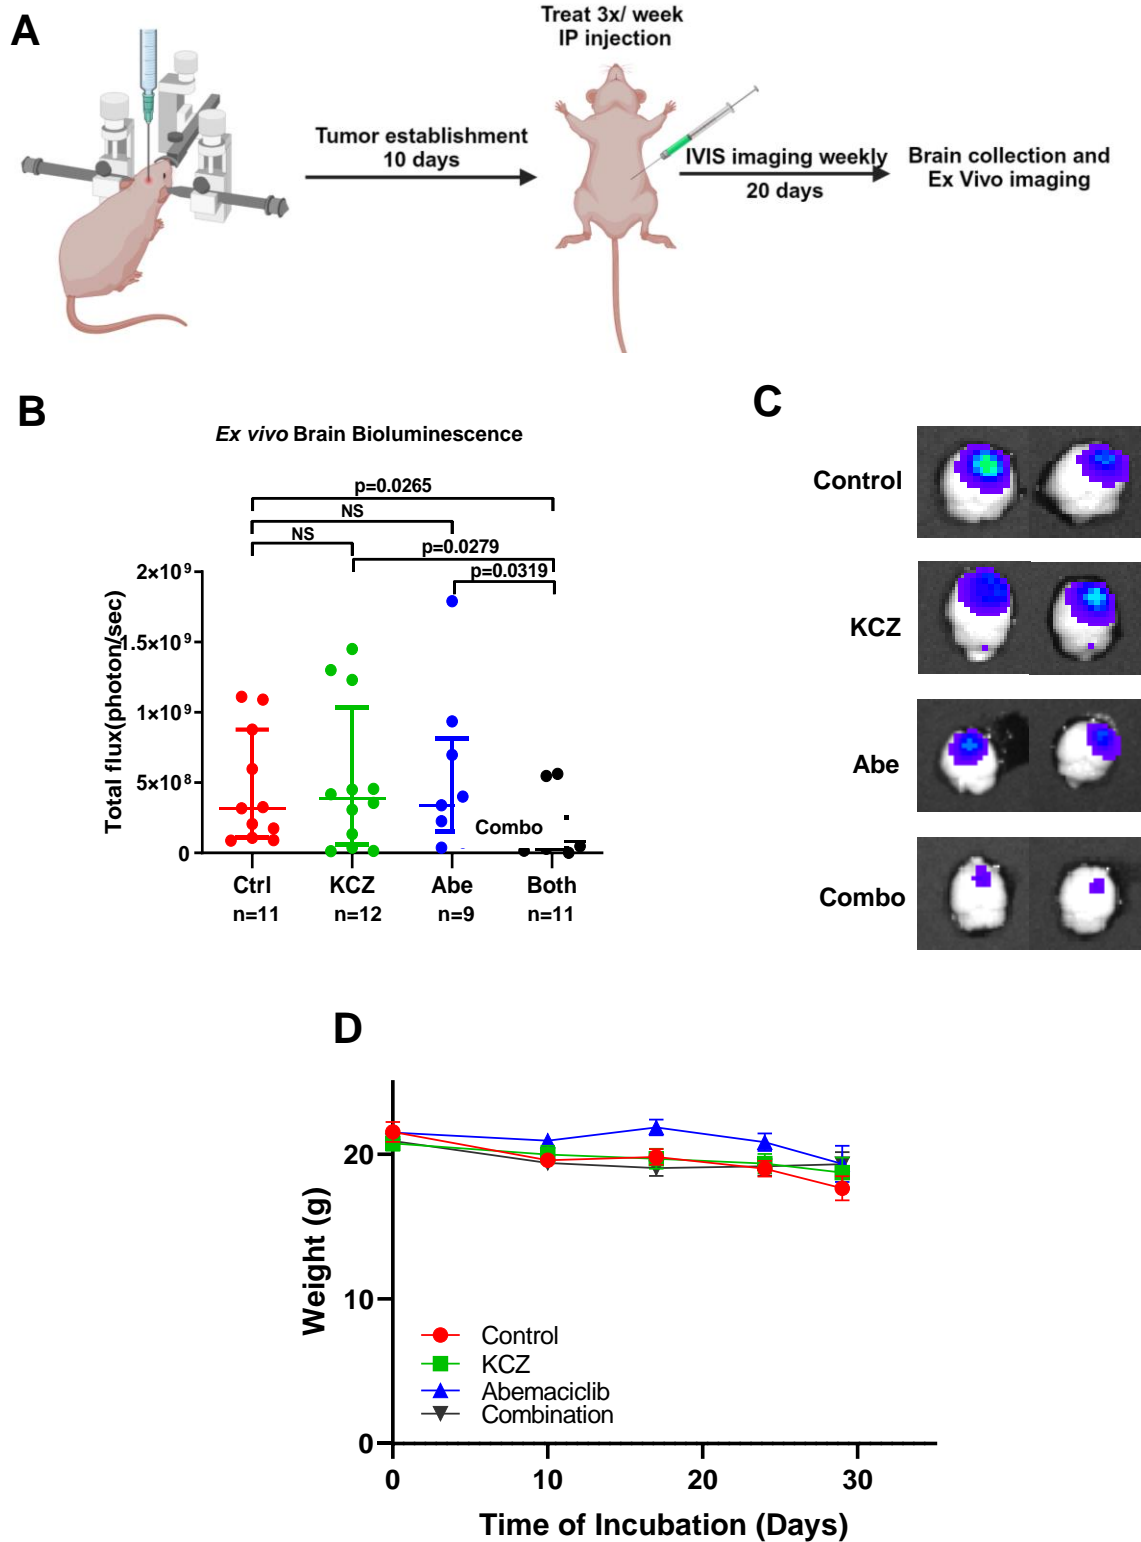 A
Treat 3x/ week
IP injection
Tumor establishment
10 days
IVIS imaging weekly
20 days
Brain collection and
Ex Vivo imaging
B
Ex vivo Brain Bioluminescence
p=0.0265
NS
NS
p=0.0279
p=0.0319
Total flux(photon/sec)
2×10⁹
1.5×10⁹
1×10⁹
5×10⁸
0
Combo
Ctrl
KCZ
Abe
Both
n=11
n=12
n=9
n=11
C
Control
KCZ
Abe
Combo
D
Weight (g)
20
10
0
Control
KCZ
Abemaciclib
Combination
0
10
20
30
Time of Incubation (Days)